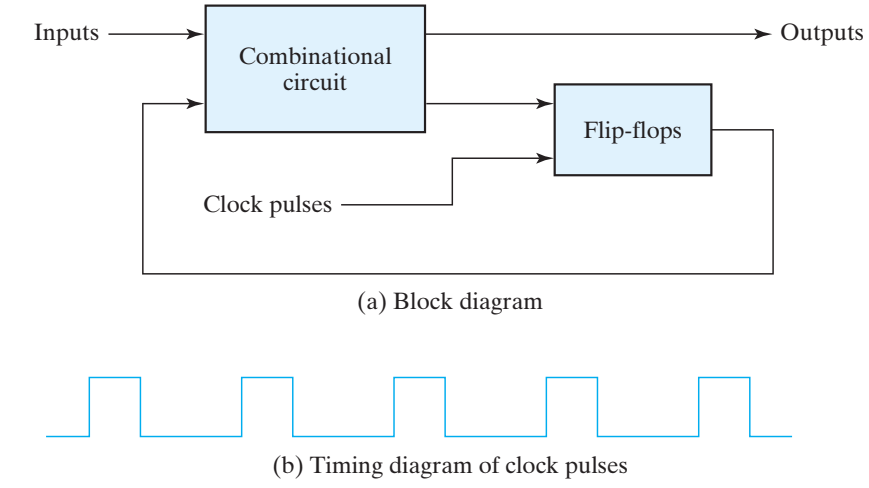 Inputs
Combinational
circuit
Outputs
Flip-flops
Clock pulses
(a) Block diagram
(b) Timing diagram of clock pulses